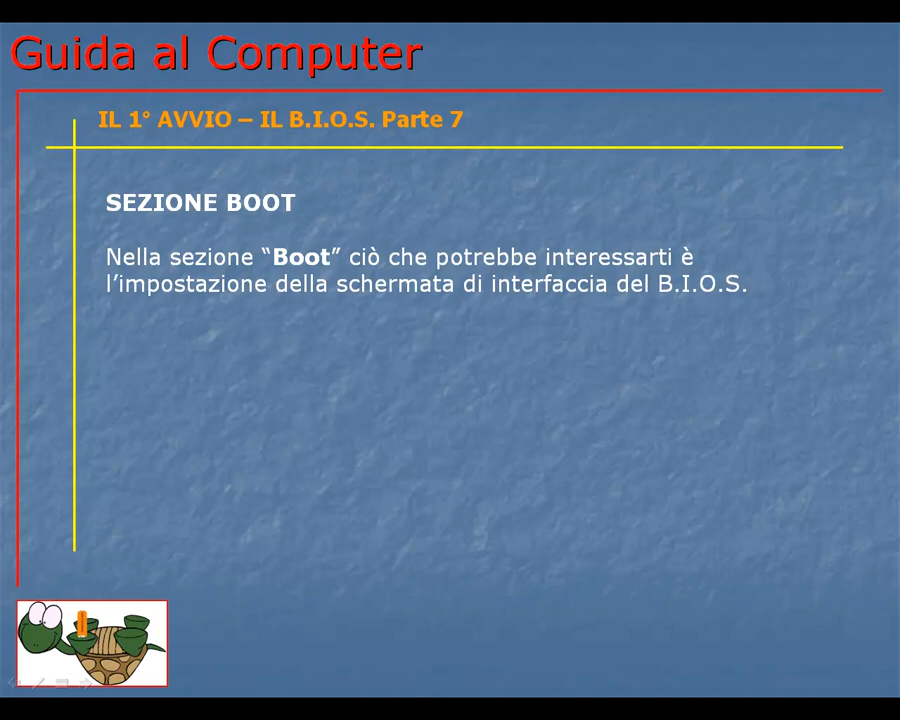 Guida al Computer
IL 1° AVVIO – IL B.I.O.S. Parte 7
SEZIONE BOOT
Nella sezione “Boot” ciò che potrebbe interessarti è
l’impostazione della schermata di interfaccia del B.I.O.S.